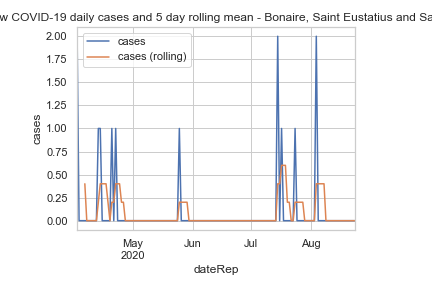 w COVID-19 daily cases and 5 day rolling mean - Bonaire, Saint Eustatius and Sa
cases
cases (rolling)
2.00
1.75
1.50
1.25
1.00
0.75
0.50
0.25
0.00
cases
May
2020
Jun
Jul
Aug
dateRep